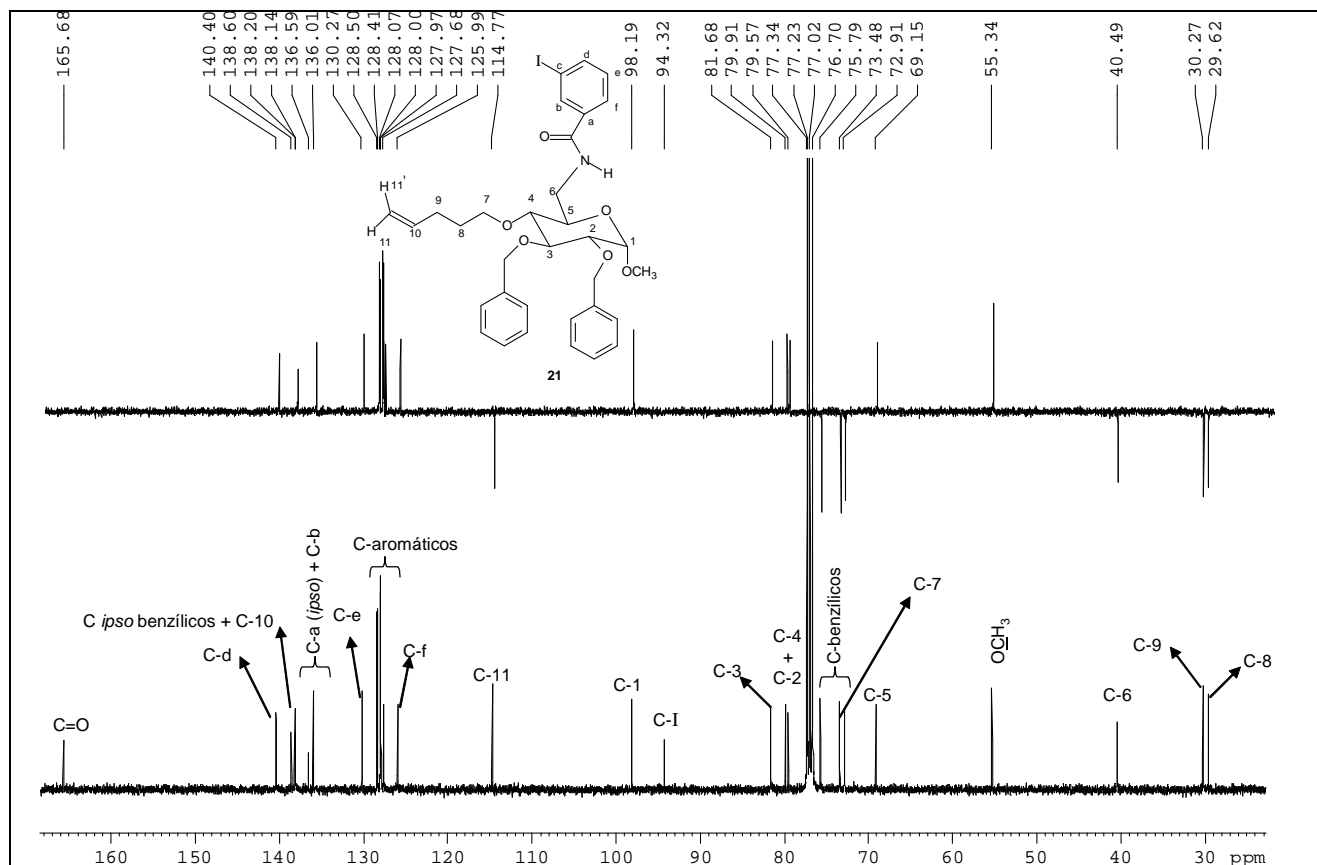 165.68
140.40
138.60
138.20
138.14
136.59
136.01
130.27
128.50
128.41
128.07
128.00
127.97
127.68
125.99
114.77
98.19
94.32
81.68
79.91
79.57
77.34
77.23
77.02
76.70
75.79
73.48
72.91
69.15
55.34
40.49
30.27
29.62
I
c
d
e
b
f
a
O
N
H
H
11'
9
7
6
4
5
O
O
10
8
2
1
H
11
3
O
O
OCH3
21
C-aromáticos
C-a (ipso) + C-b
C ipso benzílicos + C-10
C-e
C-d
C-f
C=O
C-11
C-1
C-I
C-3
C-4
+
C-2
C-benzílicos
C-7
C-5
OCH3
C-6
C-9
C-8
160 150 140 130 120 110 100 90 80 70 60 50 40 30 ppm